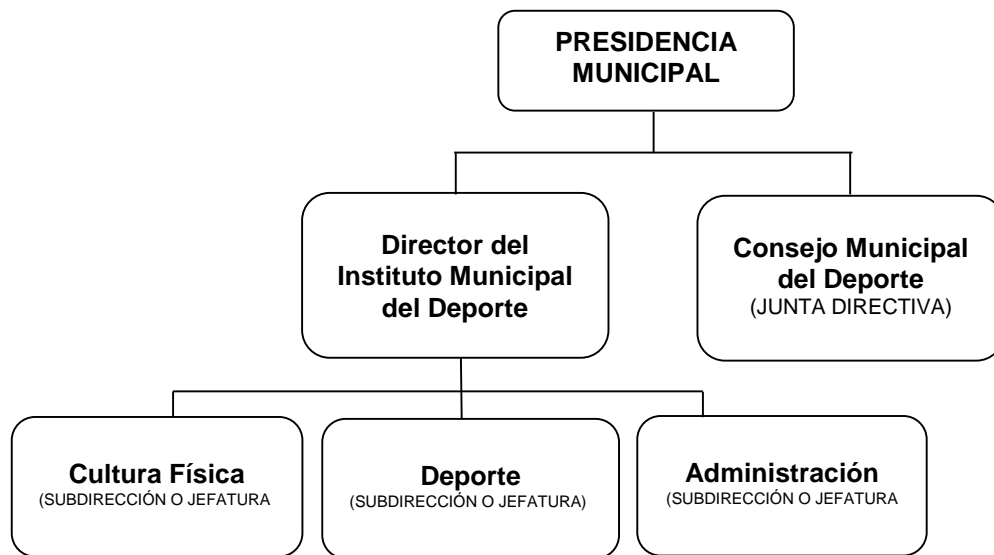 PRESIDENCIA
MUNICIPAL
Director del
Instituto Municipal
del Deporte
Consejo Municipal
del Deporte
(JUNTA DIRECTIVA)
Cultura Física
(SUBDIRECCIÓN O JEFATURA
Deporte
(SUBDIRECCIÓN O JEFATURA)
Administración
(SUBDIRECCIÓN O JEFATURA